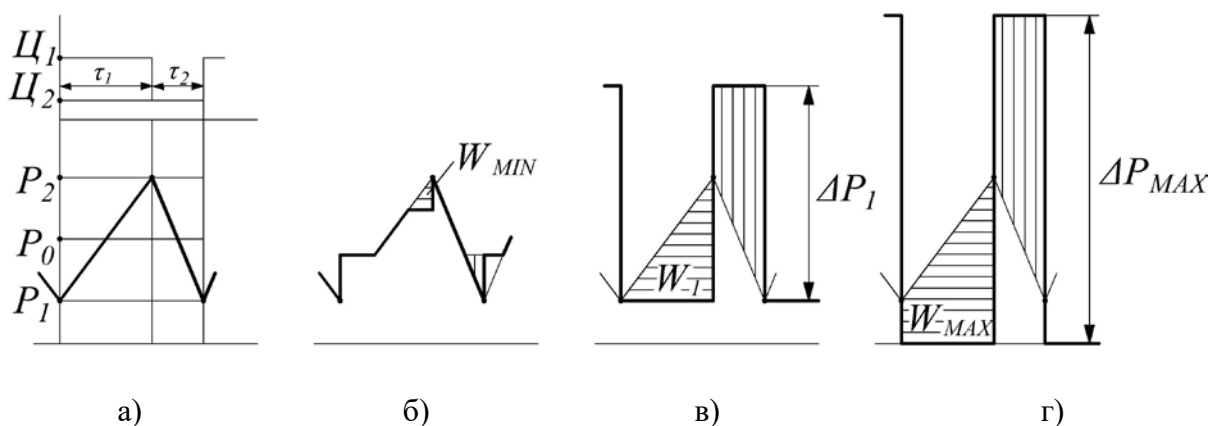 Ц1
τ1 τ2
Ц2
P2
P0
P1
а)
WMIN
б)
W1
ΔP1
в)
WMAX
ΔPMAX
г)